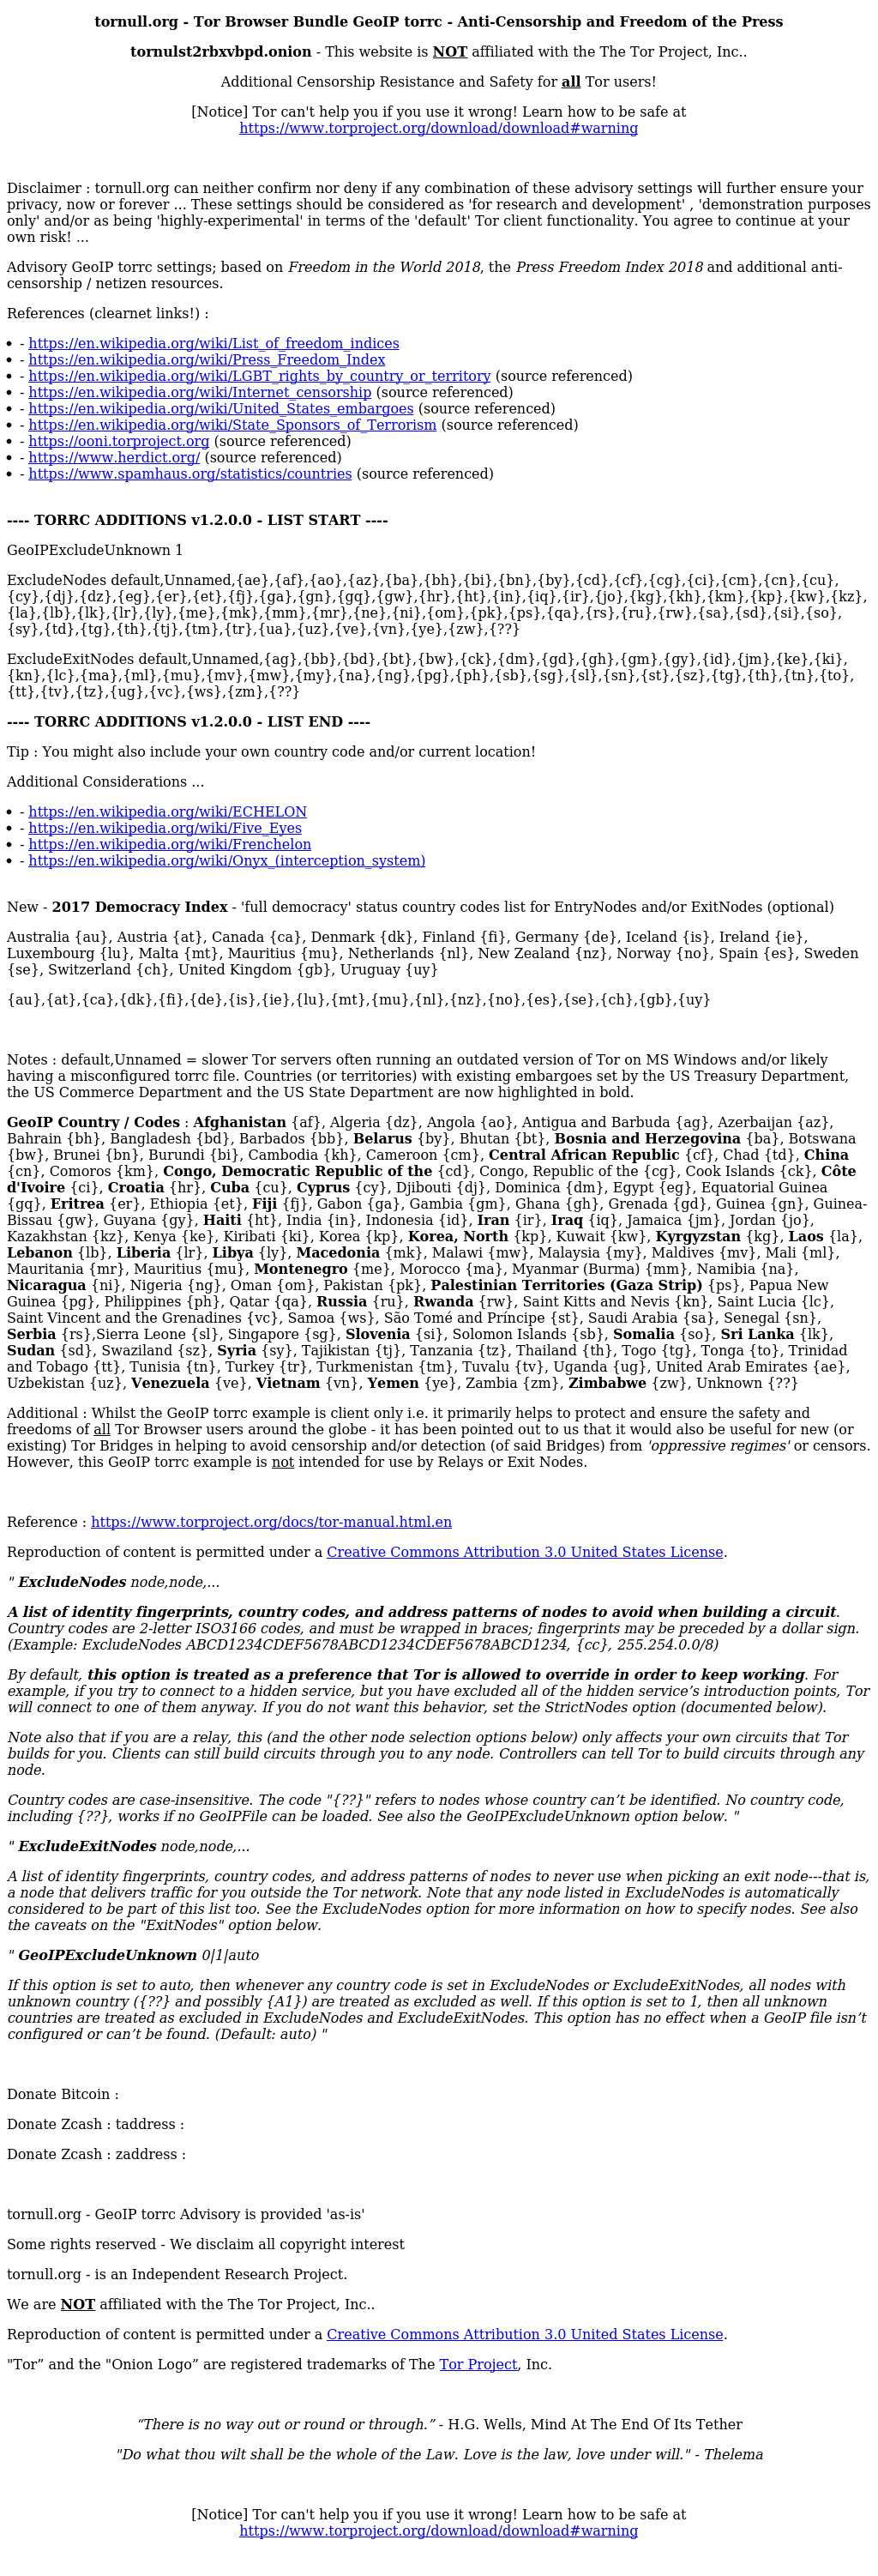 tornull.org - Tor Browser Bundle GeoIP torrc - Anti-Censorship and Freedom of the Press
tornulst2rbxvbpd.onion - This website is NOT affiliated with the The Tor Project, Inc..
Additional Censorship Resistance and Safety for all Tor users!
[Notice] Tor can't help you if you use it wrong! Learn how to be safe at
https://www.torproject.org/download/download#warning
Disclaimer : tornull.org can neither confirm nor deny if any combination of these advisory settings will further ensure your
privacy, now or forever ... These settings should be considered as 'for research and development' , 'demonstration purposes
only' and/or as being 'highly-experimental' in terms of the 'default' Tor client functionality. You agree to continue at your
own risk! ...
Advisory GeoIP torrc settings; based on Freedom in the World 2018, the Press Freedom Index 2018 and additional anti-
censorship / netizen resources.
References (clearnet links!) :
• - https://en.wikipedia.org/wiki/List_of_freedom_indices
• - https://en.wikipedia.org/wiki/Press_Freedom_Index
• - https://en.wikipedia.org/wiki/LGBT_rights_by_country_or_territory (source referenced)
• - https://en.wikipedia.org/wiki/Internet_censorship (source referenced)
• - https://en.wikipedia.org/wiki/United_States_embargoes (source referenced)
• - https://en.wikipedia.org/wiki/State_Sponsors_of_Terrorism (source referenced)
• - https://ooni.torproject.org (source referenced)
• - https://www.herdict.org/ (source referenced)
• - https://www.spamhaus.org/statistics/countries (source referenced)
---- TORRC ADDITIONS v1.2.0.0 - LIST START ----
GeoIPExcludeUnknown 1
ExcludeNodes default,Unnamed,{ae},{af},{ao},{az},{ba},{bh},{bi},{bn},{by},{cd},{cf},{cg},{ci},{cm},{cn},{cu},
{cy},{dj},{dz},{eg},{er},{et},{fj},{ga},{gn},{gq},{gw},{hr},{ht},{in},{iq},{ir},{jo},{kg},{kh},{km},{kp},{kw},{kz},
{la},{lb},{lk},{lr},{ly},{me},{mk},{mm},{mr},{ne},{ni},{om},{pk},{ps},{qa},{rs},{ru},{rw},{sa},{sd},{si},{so},
{sy},{td},{tg},{th},{tj},{tm},{tr},{ua},{uz},{ve},{vn},{ye},{zw},{??}
ExcludeExitNodes default,Unnamed,{ag},{bb},{bd},{bt},{bw},{ck},{dm},{gd},{gh},{gm},{gy},{id},{jm},{ke},{ki},
{kn},{lc},{ma},{ml},{mu},{mv},{mw},{my},{na},{ng},{pg},{ph},{sb},{sg},{sl},{sn},{st},{sz},{tg},{th},{tn},{to},
{tt},{tv},{tz},{ug},{vc},{ws},{zm},{??}
---- TORRC ADDITIONS v1.2.0.0 - LIST END ----
Tip : You might also include your own country code and/or current location!
Additional Considerations ...
• - https://en.wikipedia.org/wiki/ECHELON
• - https://en.wikipedia.org/wiki/Five_Eyes
• - https://en.wikipedia.org/wiki/Frenchelon
• - https://en.wikipedia.org/wiki/Onyx_(interception_system)
New - 2017 Democracy Index - 'full democracy' status country codes list for EntryNodes and/or ExitNodes (optional)
Australia {au}, Austria {at}, Canada {ca}, Denmark {dk}, Finland {fi}, Germany {de}, Iceland {is}, Ireland {ie},
Luxembourg {lu}, Malta {mt}, Mauritius {mu}, Netherlands {nl}, New Zealand {nz}, Norway {no}, Spain {es}, Sweden
{se}, Switzerland {ch}, United Kingdom {gb}, Uruguay {uy}
{au},{at},{ca},{dk},{fi},{de},{is},{ie},{lu},{mt},{mu},{nl},{nz},{no},{es},{se},{ch},{gb},{uy}
Notes : default,Unnamed = slower Tor servers often running an outdated version of Tor on MS Windows and/or likely
having a misconfigured torrc file. Countries (or territories) with existing embargoes set by the US Treasury Department,
the US Commerce Department and the US State Department are now highlighted in bold.
GeoIP Country / Codes : Afghanistan {af}, Algeria {dz}, Angola {ao}, Antigua and Barbuda {ag}, Azerbaijan {az},
Bahrain {bh}, Bangladesh {bd}, Barbados {bb}, Belarus {by}, Bhutan {bt}, Bosnia and Herzegovina {ba}, Botswana
{bw}, Brunei {bn}, Burundi {bi}, Cambodia {kh}, Cameroon {cm}, Central African Republic {cf}, Chad {td}, China
{cn}, Comoros {km}, Congo, Democratic Republic of the {cd}, Congo, Republic of the {cg}, Cook Islands {ck}, Côte
d'Ivoire {ci}, Croatia {hr}, Cuba {cu}, Cyprus {cy}, Djibouti {dj}, Dominica {dm}, Egypt {eg}, Equatorial Guinea
{gq}, Eritrea {er}, Ethiopia {et}, Fiji {fj}, Gabon {ga}, Gambia {gm}, Ghana {gh}, Grenada {gd}, Guinea {gn}, Guinea-
Bissau {gw}, Guyana {gy}, Haiti {ht}, India {in}, Indonesia {id}, Iran {ir}, Iraq {iq}, Jamaica {jm}, Jordan {jo},
Kazakhstan {kz}, Kenya {ke}, Kiribati {ki}, Korea {kp}, Korea, North {kp}, Kuwait {kw}, Kyrgyzstan {kg}, Laos {la},
Lebanon {lb}, Liberia {lr}, Libya {ly}, Macedonia {mk}, Malawi {mw}, Malaysia {my}, Maldives {mv}, Mali {ml},
Mauritania {mr}, Mauritius {mu}, Montenegro {me}, Morocco {ma}, Myanmar (Burma) {mm}, Namibia {na},
Nicaragua {ni}, Nigeria {ng}, Oman {om}, Pakistan {pk}, Palestinian Territories (Gaza Strip) {ps}, Papua New
Guinea {pg}, Philippines {ph}, Qatar {qa}, Russia {ru}, Rwanda {rw}, Saint Kitts and Nevis {kn}, Saint Lucia {lc},
Saint Vincent and the Grenadines {vc}, Samoa {ws}, São Tomé and Príncipe {st}, Saudi Arabia {sa}, Senegal {sn},
Serbia {rs},Sierra Leone {sl}, Singapore {sg}, Slovenia {si}, Solomon Islands {sb}, Somalia {so}, Sri Lanka {lk},
Sudan {sd}, Swaziland {sz}, Syria {sy}, Tajikistan {tj}, Tanzania {tz}, Thailand {th}, Togo {tg}, Tonga {to}, Trinidad
and Tobago {tt}, Tunisia {tn}, Turkey {tr}, Turkmenistan {tm}, Tuvalu {tv}, Uganda {ug}, United Arab Emirates {ae},
Uzbekistan {uz}, Venezuela {ve}, Vietnam {vn}, Yemen {ye}, Zambia {zm}, Zimbabwe {zw}, Unknown {??}
Additional : Whilst the GeoIP torrc example is client only i.e. it primarily helps to protect and ensure the safety and
freedoms of all Tor Browser users around the globe - it has been pointed out to us that it would also be useful for new (or
existing) Tor Bridges in helping to avoid censorship and/or detection (of said Bridges) from 'oppressive regimes' or censors.
However, this GeoIP torrc example is not intended for use by Relays or Exit Nodes.
Reference : https://www.torproject.org/docs/tor-manual.html.en
Reproduction of content is permitted under a Creative Commons Attribution 3.0 United States License.
" ExcludeNodes node,node,...
A list of identity fingerprints, country codes, and address patterns of nodes to avoid when building a circuit.
Country codes are 2-letter ISO3166 codes, and must be wrapped in braces; fingerprints may be preceded by a dollar sign.
(Example: ExcludeNodes ABCD1234CDEF5678ABCD1234CDEF5678ABCD1234, {cc}, 255.254.0.0/8)
By default, this option is treated as a preference that Tor is allowed to override in order to keep working. For
example, if you try to connect to a hidden service, but you have excluded all of the hidden service’s introduction points, Tor
will connect to one of them anyway. If you do not want this behavior, set the StrictNodes option (documented below).
Note also that if you are a relay, this (and the other node selection options below) only affects your own circuits that Tor
builds for you. Clients can still build circuits through you to any node. Controllers can tell Tor to build circuits through any
node.
Country codes are case-insensitive. The code "{??}" refers to nodes whose country can’t be identified. No country code,
including {??}, works if no GeoIPFile can be loaded. See also the GeoIPExcludeUnknown option below. "
" ExcludeExitNodes node,node,...
A list of identity fingerprints, country codes, and address patterns of nodes to never use when picking an exit node---that is,
a node that delivers traffic for you outside the Tor network. Note that any node listed in ExcludeNodes is automatically
considered to be part of this list too. See the ExcludeNodes option for more information on how to specify nodes. See also
the caveats on the "ExitNodes" option below.
" GeoIPExcludeUnknown 0|1|auto
If this option is set to auto, then whenever any country code is set in ExcludeNodes or ExcludeExitNodes, all nodes with
unknown country ({??} and possibly {A1}) are treated as excluded as well. If this option is set to 1, then all unknown
countries are treated as excluded in ExcludeNodes and ExcludeExitNodes. This option has no effect when a GeoIP file isn’t
configured or can’t be found. (Default: auto) "
Donate Bitcoin :
Donate Zcash : taddress :
Donate Zcash : zaddress :
tornull.org - GeoIP torrc Advisory is provided 'as-is'
Some rights reserved - We disclaim all copyright interest
tornull.org - is an Independent Research Project.
We are NOT affiliated with the The Tor Project, Inc..
Reproduction of content is permitted under a Creative Commons Attribution 3.0 United States License.
"Tor” and the "Onion Logo” are registered trademarks of The Tor Project, Inc.
“There is no way out or round or through.” - H.G. Wells, Mind At The End Of Its Tether
"Do what thou wilt shall be the whole of the Law. Love is the law, love under will." - Thelema
[Notice] Tor can't help you if you use it wrong! Learn how to be safe at
https://www.torproject.org/download/download#warning